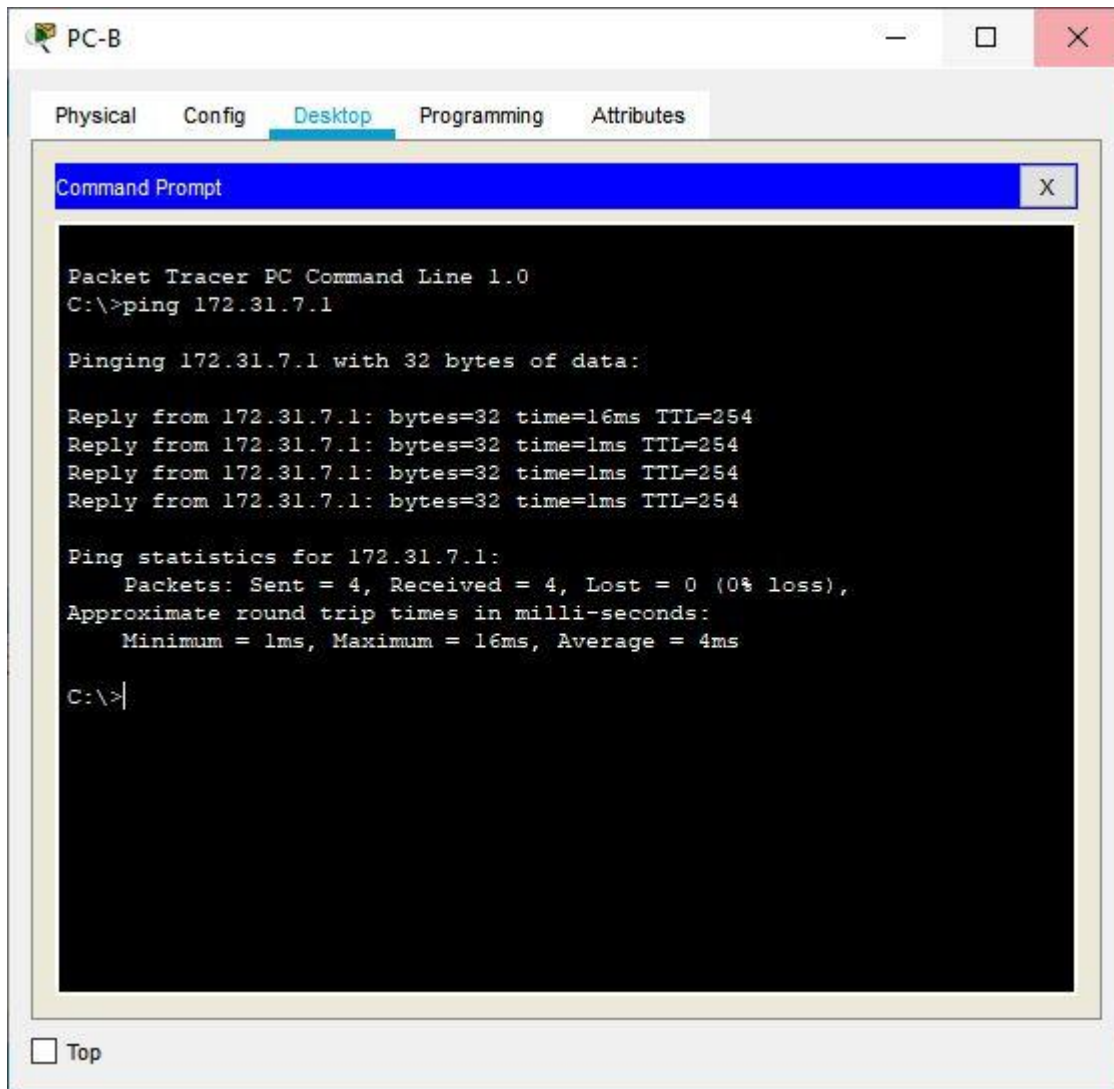 PC-B
Physical Config Desktop Programming Attributes
Command Prompt X
Packet Tracer PC Command Line 1.0
C:\>ping 172.31.7.1
Pinging 172.31.7.1 with 32 bytes of data:
Reply from 172.31.7.1: bytes=32 time=16ms TTL=254
Reply from 172.31.7.1: bytes=32 time=1ms TTL=254
Reply from 172.31.7.1: bytes=32 time=1ms TTL=254
Reply from 172.31.7.1: bytes=32 time=1ms TTL=254
Ping statistics for 172.31.7.1:
Packets: Sent = 4, Received = 4, Lost = 0 (0% loss),
Approximate round trip times in milli-seconds:
Minimum = 1ms, Maximum = 16ms, Average = 4ms
C:\>
Top